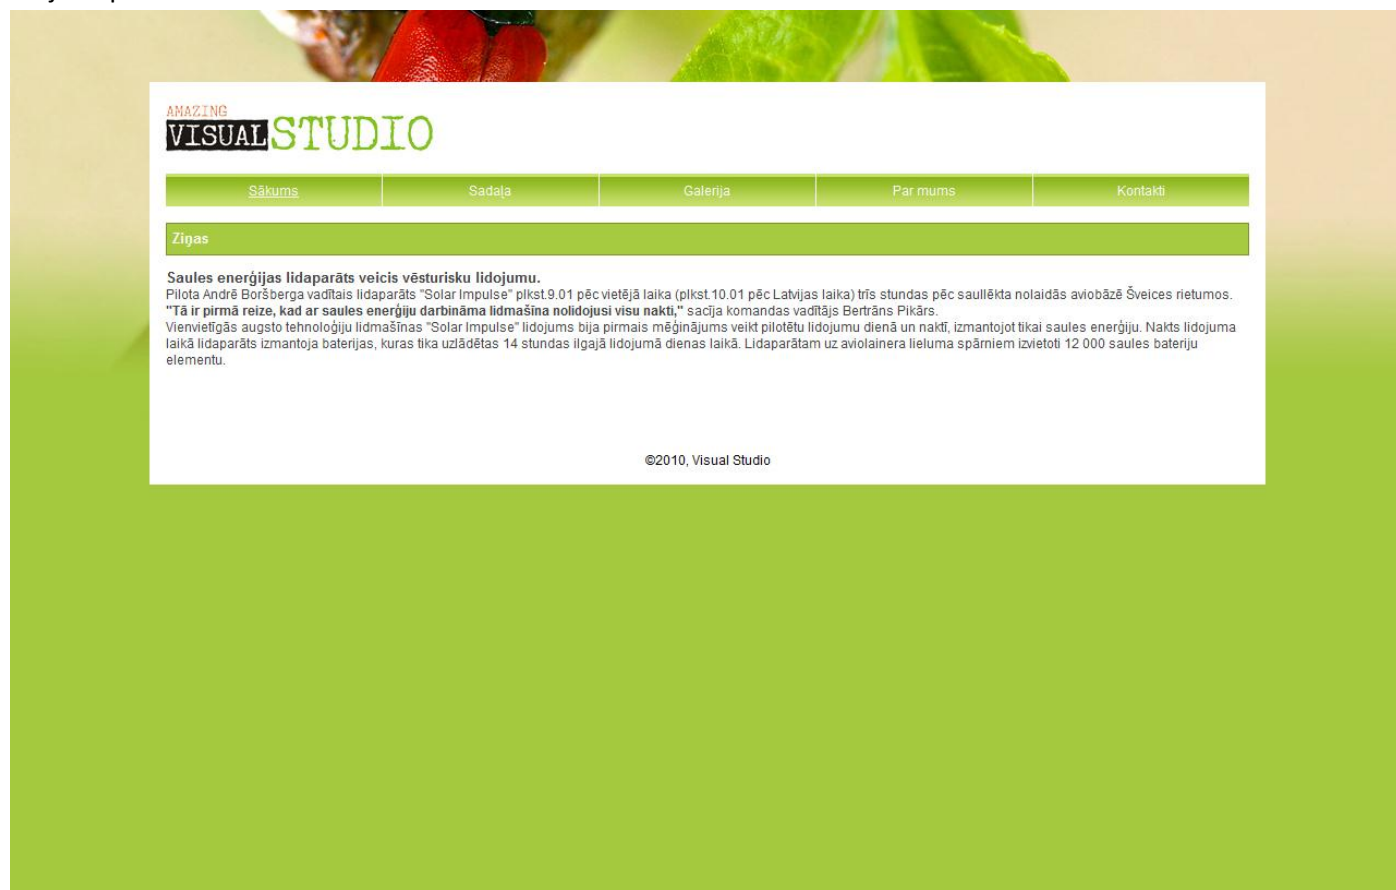 AMAZING
VISUAL STUDIO
Sākums Sadaļa Galerija Par mums Kontakti
Ziņas
Saules enerģijas lidaparāts veicis vēsturisku lidojumu.
Pilota Andrē Boršberga vadītais lidaparāts "Solar Impulse" plkst.9.01 pēc vietējā laika (plkst.10.01 pēc Latvijas laika) trīs stundas pēc saullēkta nolaidās aviobāzē Šveices rietumos.
"Tā ir pirmā reize, kad ar saules enerģiju darbināma lidmašīna nolidojusi visu nakti," sacīja komandas vadītājs Bertrāns Pikārs.
Vienvietīgās augsto tehnoloģiju lidmašīnas "Solar Impulse" lidojums bija pirmais mēģinājums veikt pilotētu lidojumu dienā un naktī, izmantojot tikai saules enerģiju. Nakts lidojuma
laikā lidaparāts izmantoja baterijas, kuras tika uzlādētas 14 stundas ilgajā lidojumā dienas laikā. Lidaparātam uz aviolainera lieluma spārniem izvietoti 12 000 saules bateriju
elementu.
©2010, Visual Studio